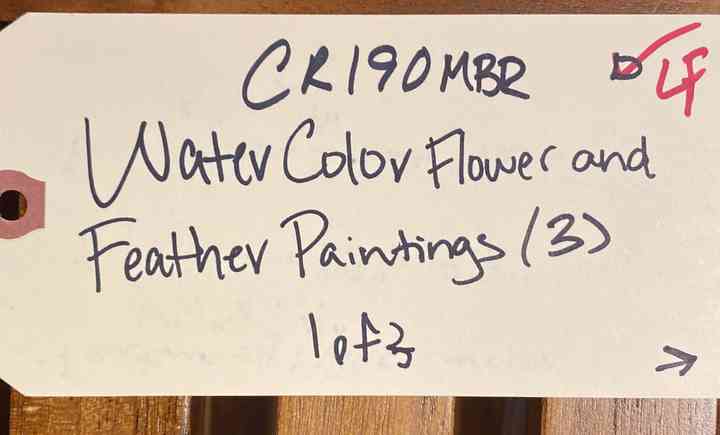 CR190MBR LF
Water Color Flower and
Feather Paintings (3)
1 of 3
→